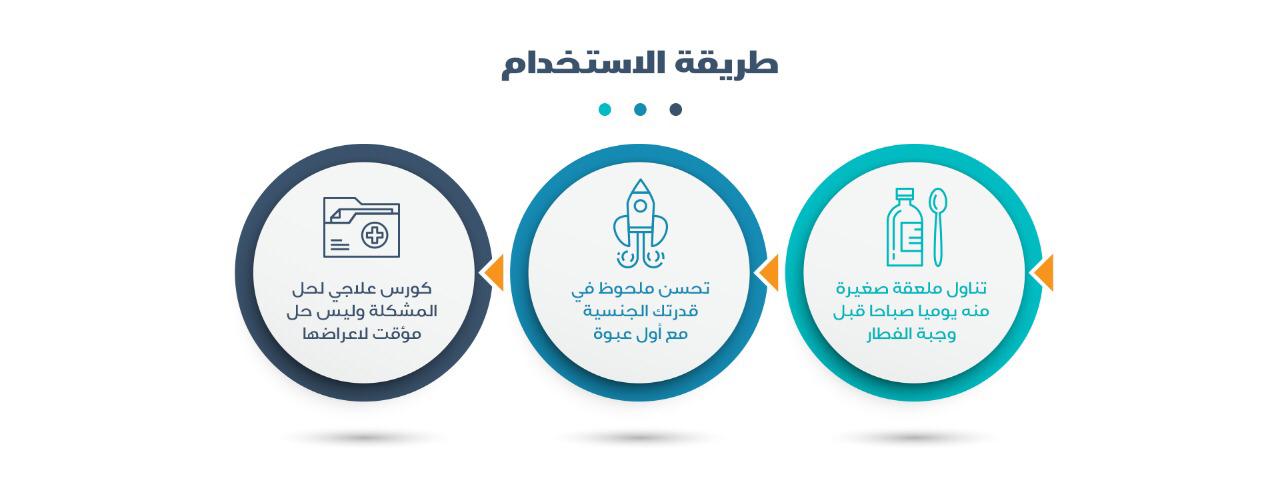 طريقة الاستخدام
تناول ملعقة صغيرة
منه يوميا صباحا قبل
وجبة الفطار
تحسن ملحوظ في
قدرتك الجنسية
مع أول عبوة
كورس علاجي لحل
المشكلة وليس حل
مؤقت لاعراضها